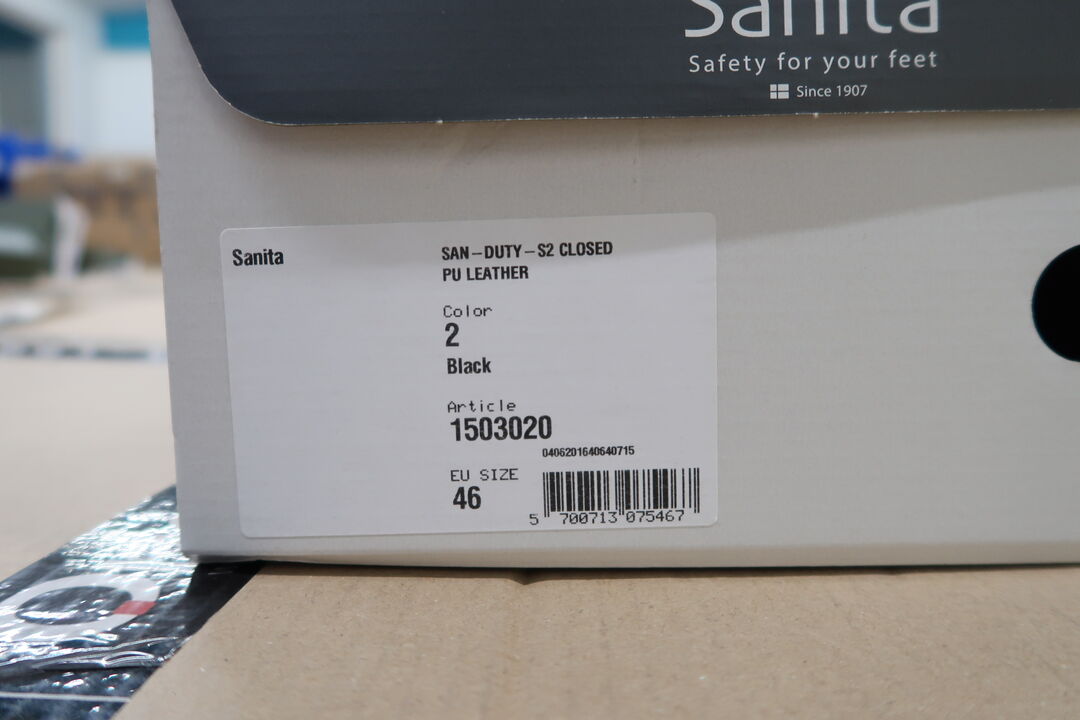 Sanita
Safety for your feet
Since 1907
Sanita
SAN-DUTY-S2 CLOSED
PU LEATHER
Color
2
Black
Article
1503020
0406201640640715
EU SIZE
46
5 700713 075467